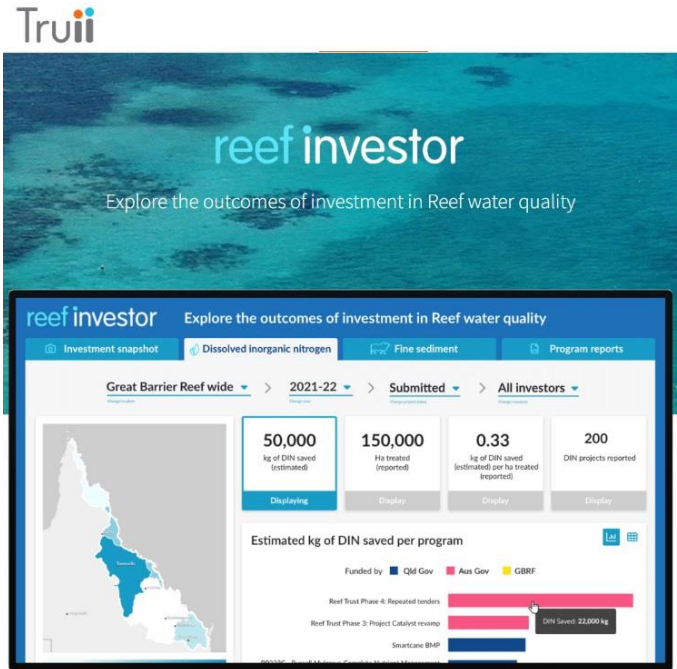 Truii
reef investor
Explore the outcomes of investment in Reef water quality
reef investor Explore the outcomes of investment in Reef water quality
Investment snapshot Dissolved inorganic nitrogen Fine sediment Program reports
Great Barrier Reef wide > 2021-22 > Submitted > All investors
50,000
kg of DIN saved
(estimated)
Displaying
150,000
Ha treated
(reported)
Display
0.33
kg of DIN saved
(estimated) per ha treated
(reported)
Display
200
DIN projects reported
Display
Estimated kg of DIN saved per program
Funded by Qld Gov Aus Gov GBRF
Reef Trust Phase 4: Repeated tenders
DIN Saved: 22,000 kg
Reef Trust Phase 3: Project Catalyst revamp
Smartcane BMP